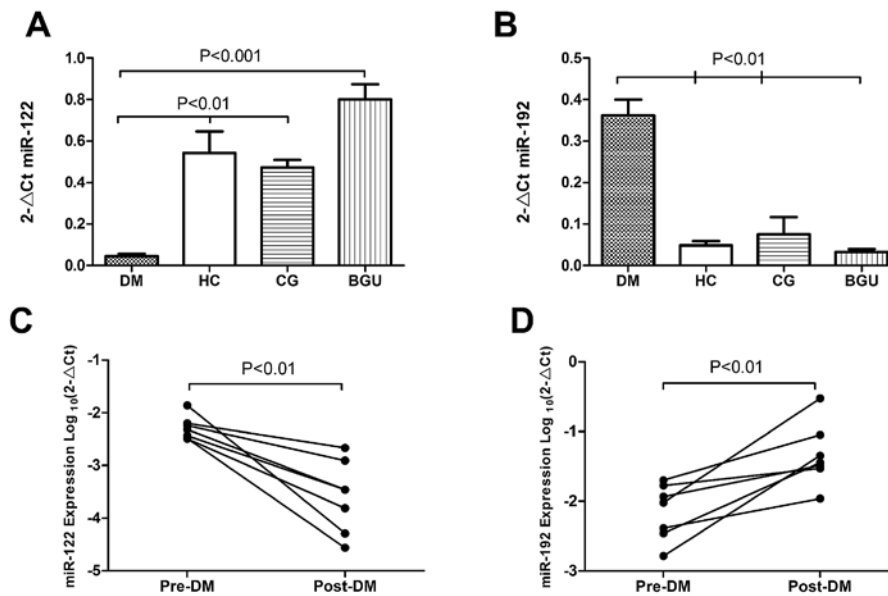 A
P<0.001
P<0.01
2-△Ct miR-122
1.0
0.8
0.6
0.4
0.2
0.0
DM HC CG BGU
B
P<0.01
2-△Ct miR-192
0.5
0.4
0.3
0.2
0.1
0.0
DM HC CG BGU
C
P<0.01
miR-122 Expression Log 10(2-△Ct)
-1
-2
-3
-4
-5
Pre-DM Post-DM
D
P<0.01
miR-192 Expression Log 10(2-△Ct)
-0
-1
-2
-3
Pre-DM Post-DM